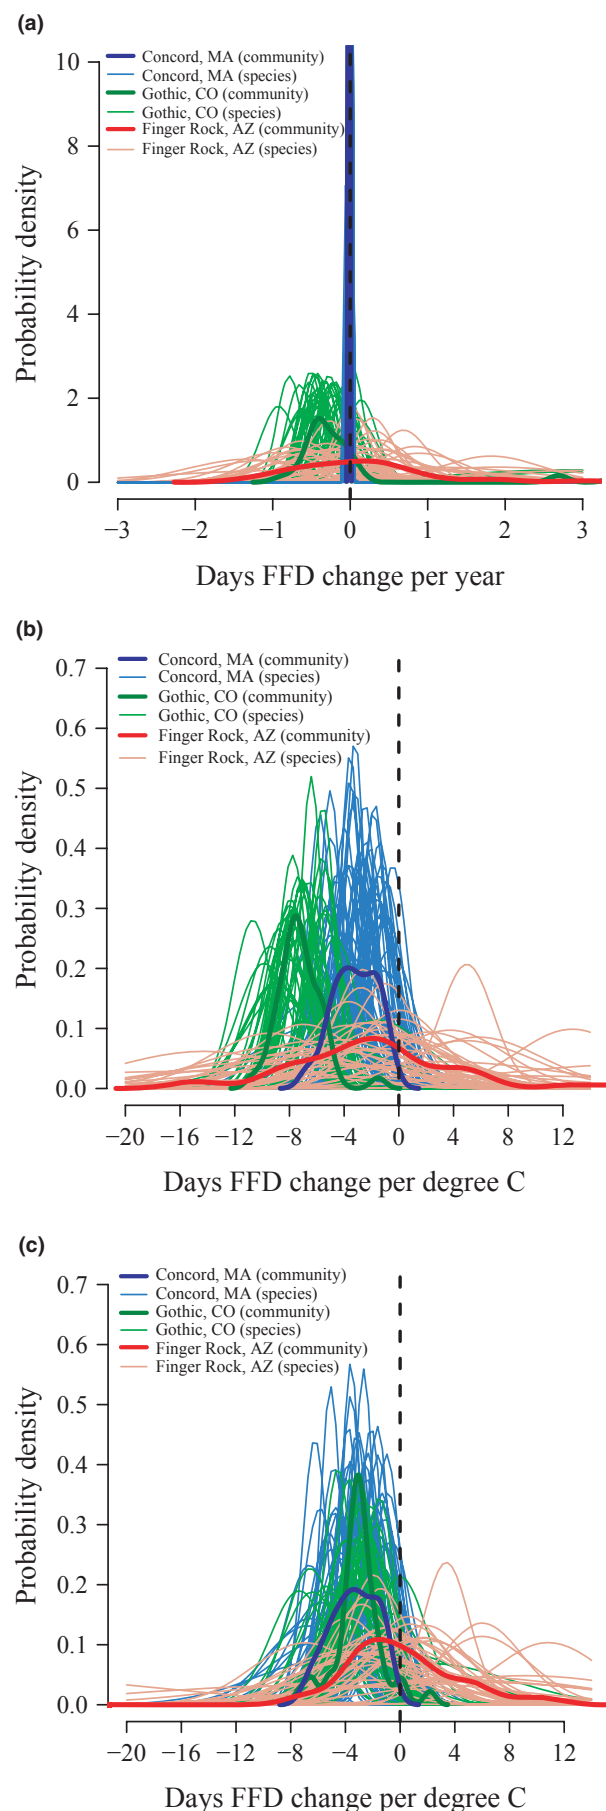 (a)
Concord, MA (community)
Concord, MA (species)
Gothic, CO (community)
Gothic, CO (species)
Finger Rock, AZ (community)
Finger Rock, AZ (species)
10
8
6
4
2
0
Probability density
−3 −2 −1 0 1 2 3
Days FFD change per year
(b)
Concord, MA (community)
Concord, MA (species)
Gothic, CO (community)
Gothic, CO (species)
Finger Rock, AZ (community)
Finger Rock, AZ (species)
0.7
0.6
0.5
0.4
0.3
0.2
0.1
0.0
Probability density
−20 −16 −12 −8 −4 0 4 8 12
Days FFD change per degree C
(c)
Concord, MA (community)
Concord, MA (species)
Gothic, CO (community)
Gothic, CO (species)
Finger Rock, AZ (community)
Finger Rock, AZ (species)
0.7
0.6
0.5
0.4
0.3
0.2
0.1
0.0
Probability density
−20 −16 −12 −8 −4 0 4 8 12
Days FFD change per degree C